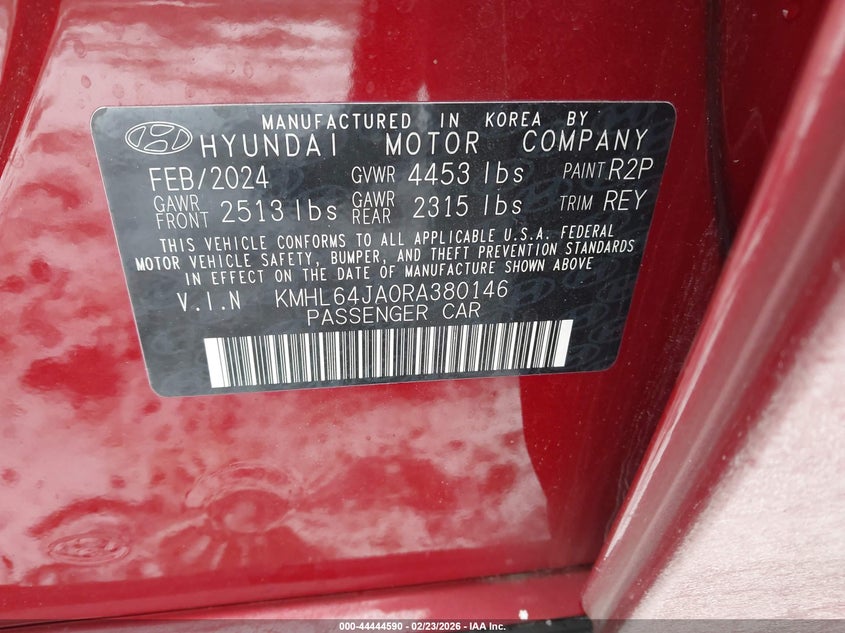 MANUFACTURED IN KOREA BY
HYUNDAI MOTOR COMPANY
FEB/2024 GVWR 4453 lbs PAINT R2P
GAWR FRONT 2513 lbs GAWR REAR 2315 lbs TRIM REY
THIS VEHICLE CONFORMS TO ALL APPLICABLE U.S.A. FEDERAL
MOTOR VEHICLE SAFETY, BUMPER, AND THEFT PREVENTION STANDARDS
IN EFFECT ON THE DATE OF MANUFACTURE SHOWN ABOVE
V.I.N KMHL64JA0RA380146
PASSENGER CAR
000-44444590 - 02/23/2026 - IAA Inc.